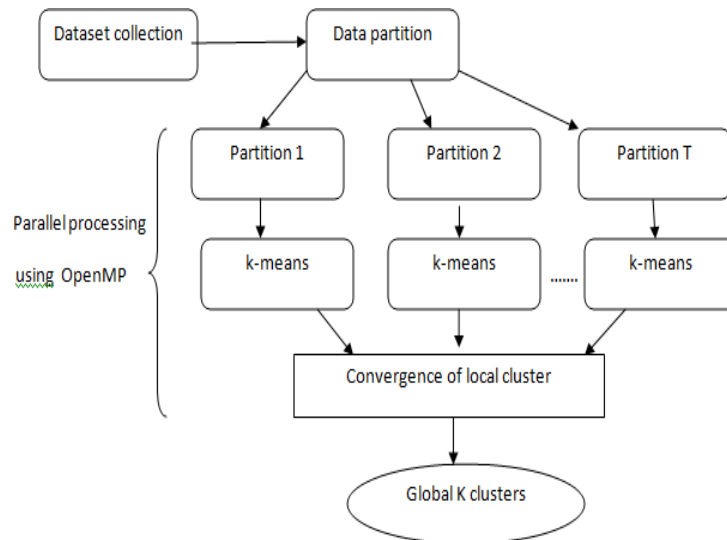 Dataset collection
Data partition
Partition 1
Partition 2
Partition T
Parallel processing
using OpenMP
k-means
k-means
.......
k-means
Convergence of local cluster
Global K clusters